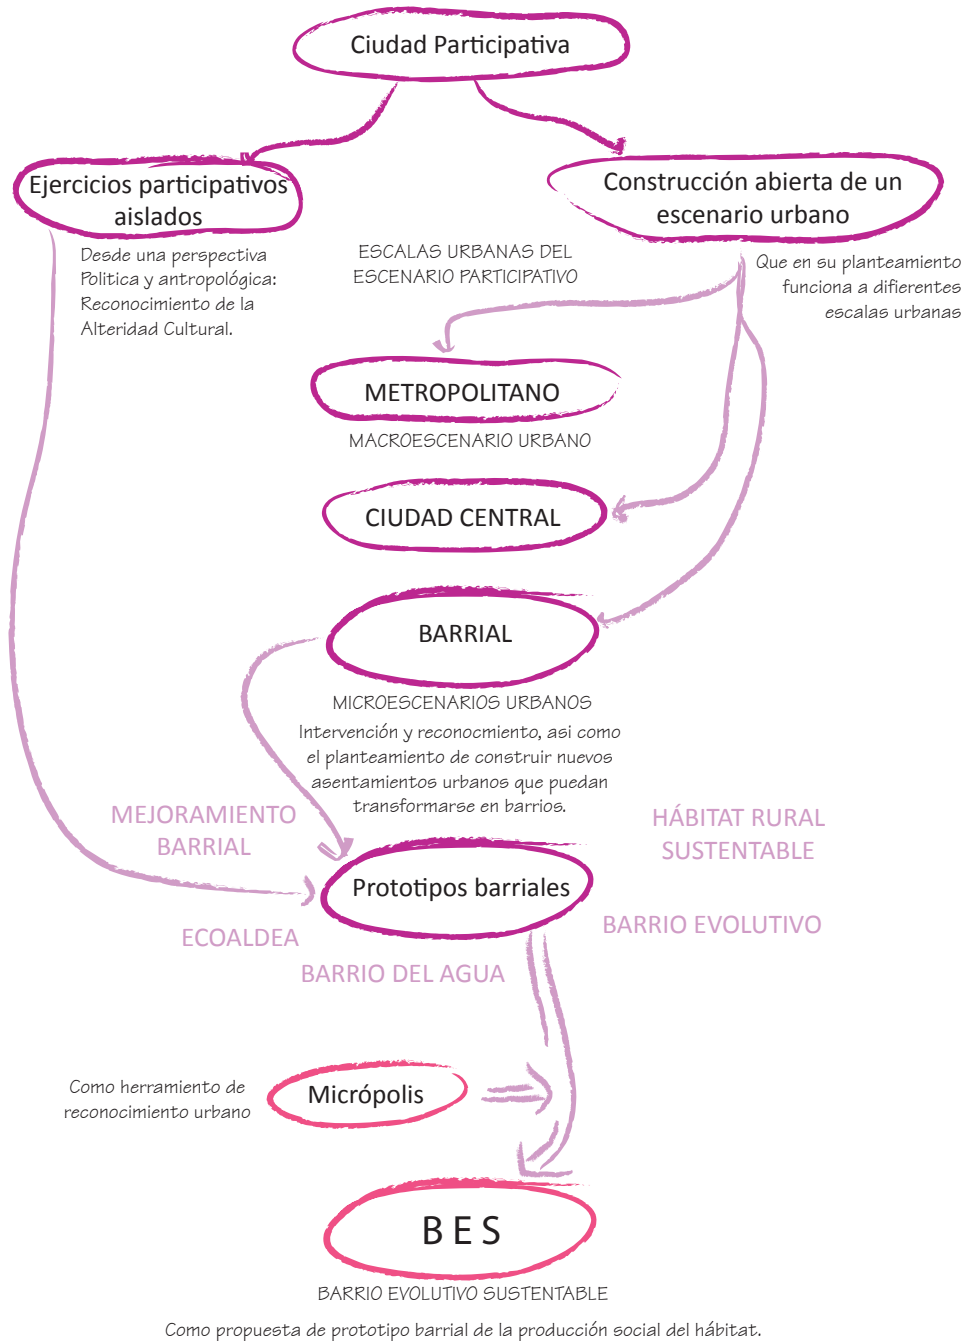 Ciudad Participativa
Ejercicios participativos
aislados
Construcción abierta de un
escenario urbano
Desde una perspectiva
Politica y antropológica:
Reconocimiento de la
Alteridad Cultural.
ESCALAS URBANAS DEL
ESCENARIO PARTICIPATIVO
Que en su planteamiento
funciona a difierentes
escalas urbanas
METROPOLITANO
MACROESCENARIO URBANO
CIUDAD CENTRAL
BARRIAL
MICROESCENARIOS URBANOS
Intervención y reconocmiento, asi como
el planteamiento de construir nuevos
asentamientos urbanos que puedan
transformarse en barrios.
MEJORAMIENTO
BARRIAL
HÁBITAT RURAL
SUSTENTABLE
Prototipos barriales
ECOALDEA
BARRIO EVOLUTIVO
BARRIO DEL AGUA
Como herramiento de
reconocimiento urbano
Micrópolis
B E S
BARRIO EVOLUTIVO SUSTENTABLE
Como propuesta de prototipo barrial de la producción social del hábitat.